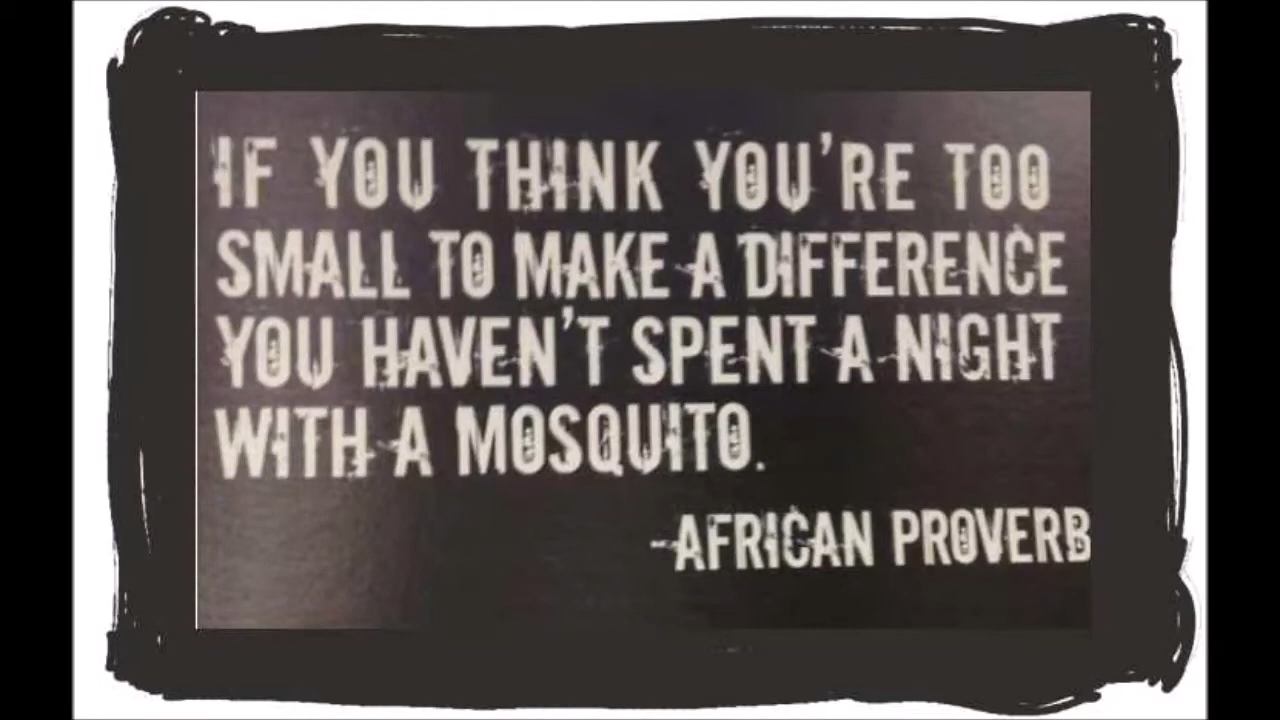 IF YOU THINK YOU'RE TOO
SMALL TO MAKE A DIFFERENCE
YOU HAVEN'T SPENT A NIGHT
WITH A MOSQUITO.
-AFRICAN PROVERB